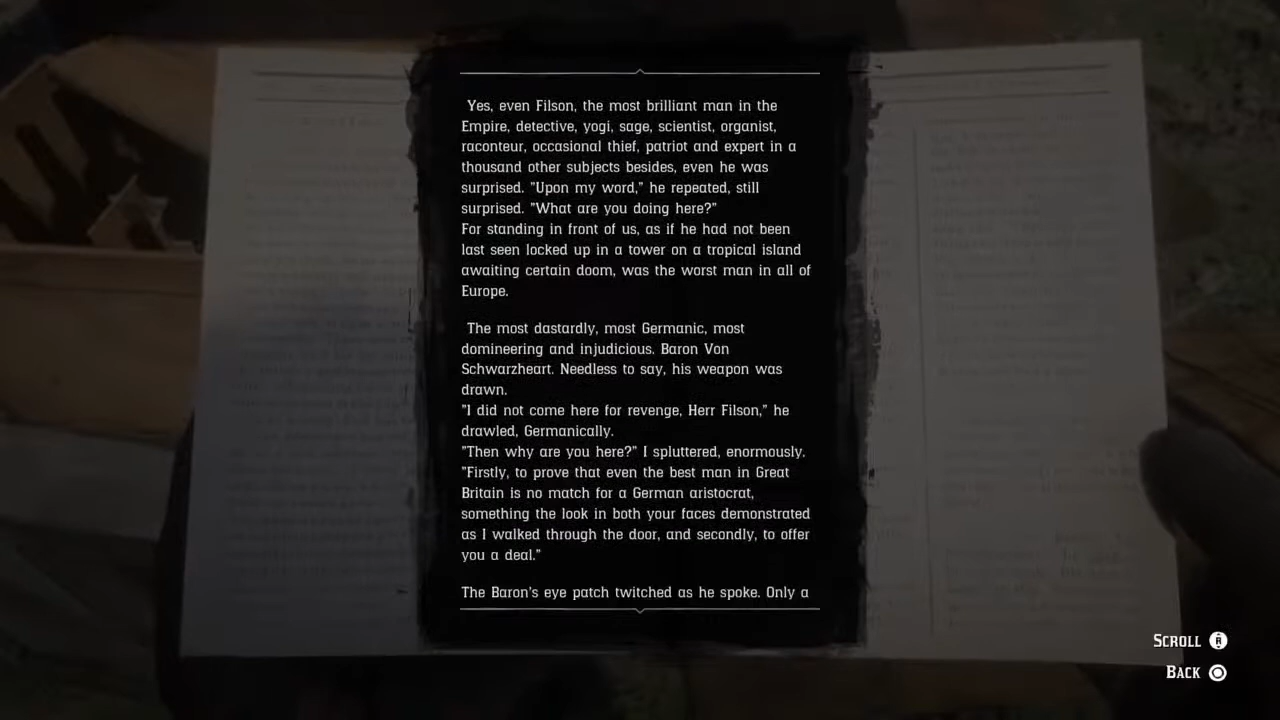 Yes, even Filson, the most brilliant man in the
Empire, detective, yogi, sage, scientist, organist,
raconteur, occasional thief, patriot and expert in a
thousand other subjects besides, even he was
surprised. "Upon my word," he repeated, still
surprised. "What are you doing here?"
For standing in front of us, as if he had not been
last seen locked up in a tower on a tropical island
awaiting certain doom, was the worst man in all of
Europe.
The most dastardly, most Germanic, most
domineering and injudicious. Baron Von
Schwarzheart. Needless to say, his weapon was
drawn.
"I did not come here for revenge, Herr Filson," he
drawled, Germanically.
"Then why are you here?" I spluttered, enormously.
"Firstly, to prove that even the best man in Great
Britain is no match for a German aristocrat,
something the look in both your faces demonstrated
as I walked through the door, and secondly, to offer
you a deal."
The Baron's eye patch twitched as he spoke. Only a
SCROLL R
BACK